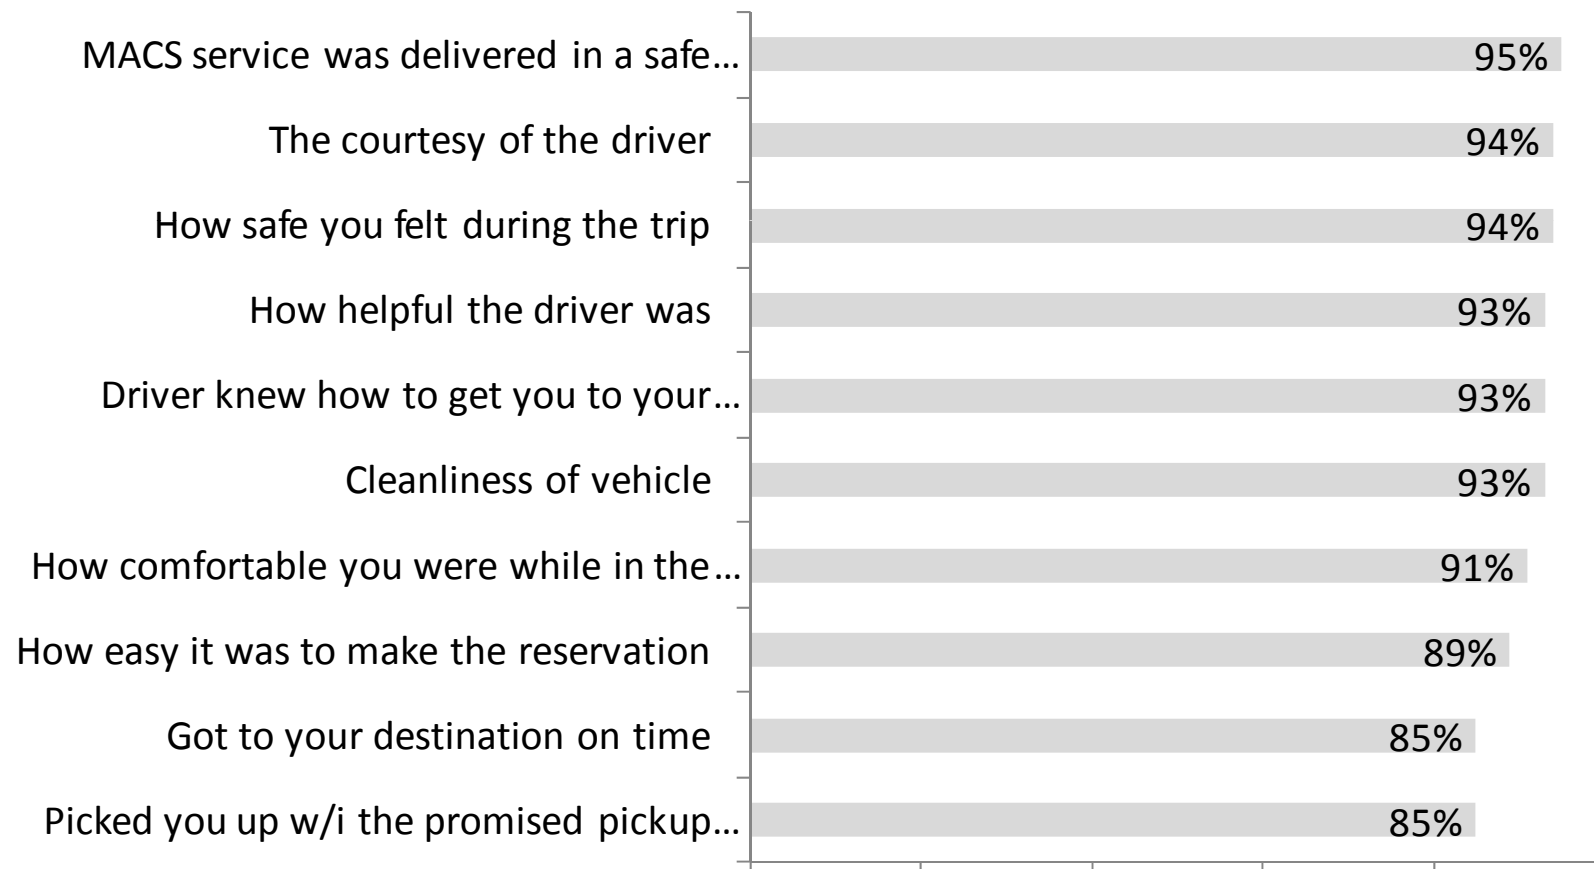 MACS service was delivered in a safe… 95%
The courtesy of the driver 94%
How safe you felt during the trip 94%
How helpful the driver was 93%
Driver knew how to get you to your… 93%
Cleanliness of vehicle 93%
How comfortable you were while in the… 91%
How easy it was to make the reservation 89%
Got to your destination on time 85%
Picked you up w/i the promised pickup… 85%